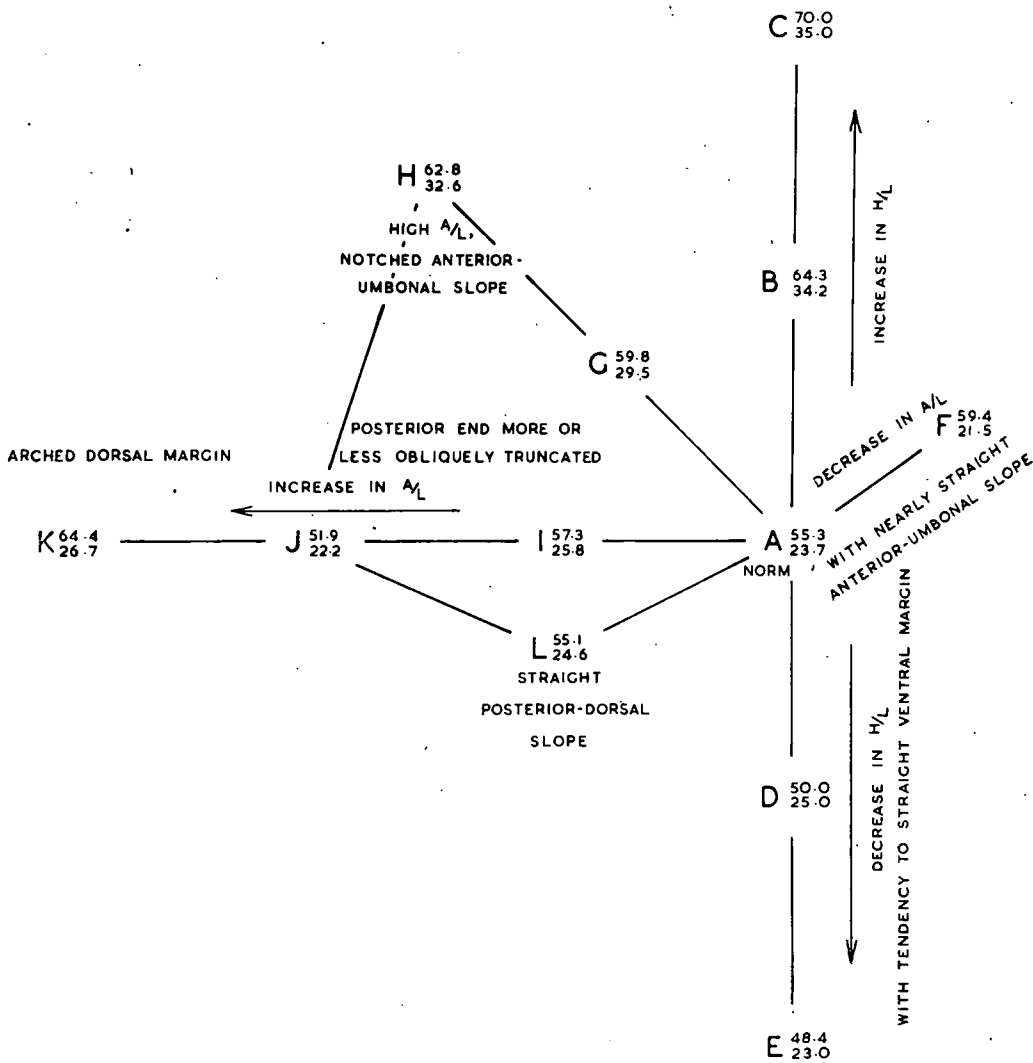 C 70.0
35.0
H 62.8
32.6
HIGH A/L,
NOTCHED ANTERIOR-
UMBONAL SLOPE
INCREASE IN H/L
B 64.3
34.2
G 59.8
29.5
DECREASE IN A/L
F 59.4
21.5
WITH NEARLY STRAIGHT
ANTERIOR-UMBONAL SLOPE
ARCHED DORSAL MARGIN
POSTERIOR END MORE OR
LESS OBLIQUELY TRUNCATED
INCREASE IN A/L
K 64.4
26.7
J 51.9
22.2
I 57.3
25.8
A 55.3
23.7
NORM
L 55.1
24.6
STRAIGHT
POSTERIOR-DORSAL
SLOPE
D 50.0
25.0
DECREASE IN H/L
WITH TENDENCY TO STRAIGHT VENTRAL MARGIN
E 48.4
23.0